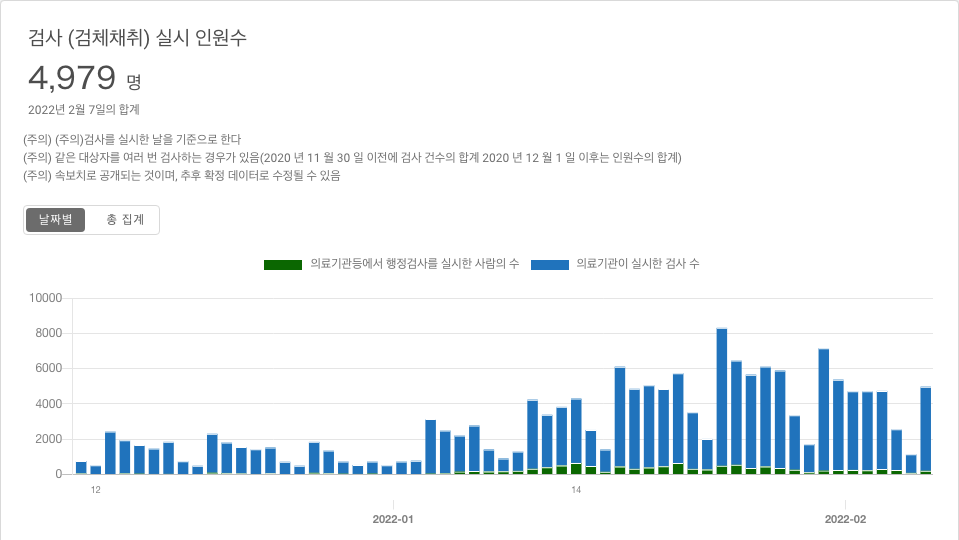 검사 (검체채취) 실시 인원수
4,979 명
2022년 2월 7일의 합계
(주의) (주의)검사를 실시한 날을 기준으로 한다
(주의) 같은 대상자를 여러 번 검사하는 경우가 있음(2020 년 11 월 30 일 이전에 검사 건수의 합계 2020 년 12 월 1 일 이후는 인원수의 합계)
(주의) 속보치로 공개되는 것이며, 추후 확정 데이터로 수정될 수 있음
날짜별 총 집계
의료기관등에서 행정검사를 실시한 사람의 수 의료기관이 실시한 검사 수
10000
8000
6000
4000
2000
0
12 14
2022-01 2022-02